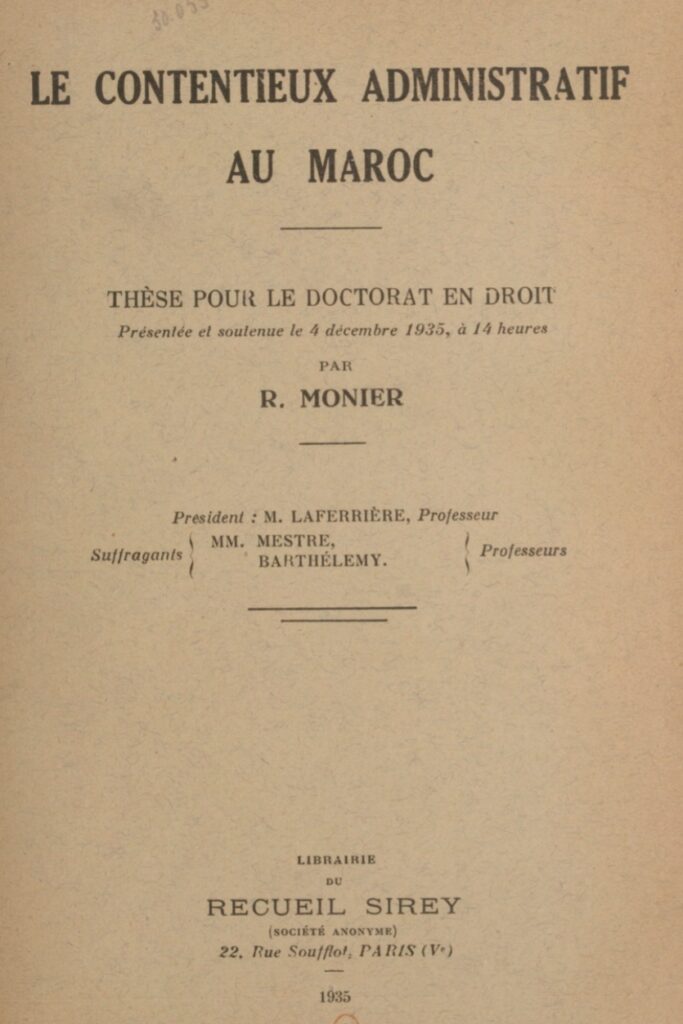 LE CONTENTIEUX ADMINISTRATIF
AU MAROC
THÈSE POUR LE DOCTORAT EN DROIT
Présentée et soutenue le 4 décembre 1935, à 14 heures
PAR
R. MONIER
Président : M. LAFERRIÈRE, Professeur
Suffragants { MM. MESTRE, BARTHÉLEMY. } Professeurs
LIBRAIRIE
DU
RECUEIL SIREY
(SOCIÉTÉ ANONYME)
22, Rue Soufflot, PARIS (Vᵉ)
1935